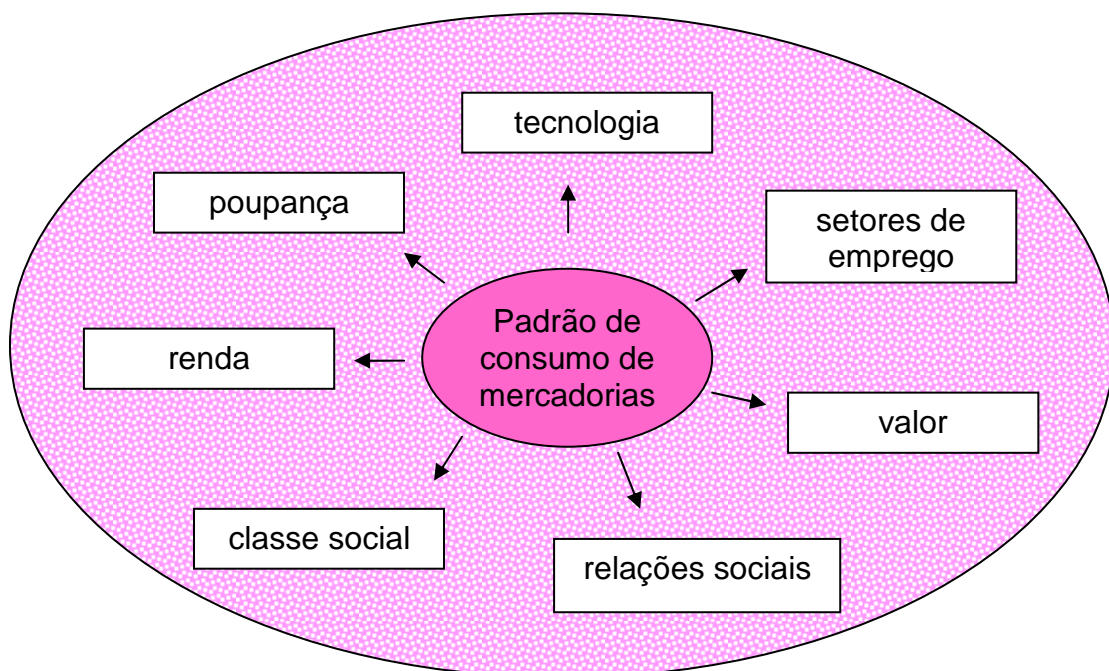 tecnologia
poupança
setores de
emprego
Padrão de
consumo de
mercadorias
renda
valor
classe social
relações sociais